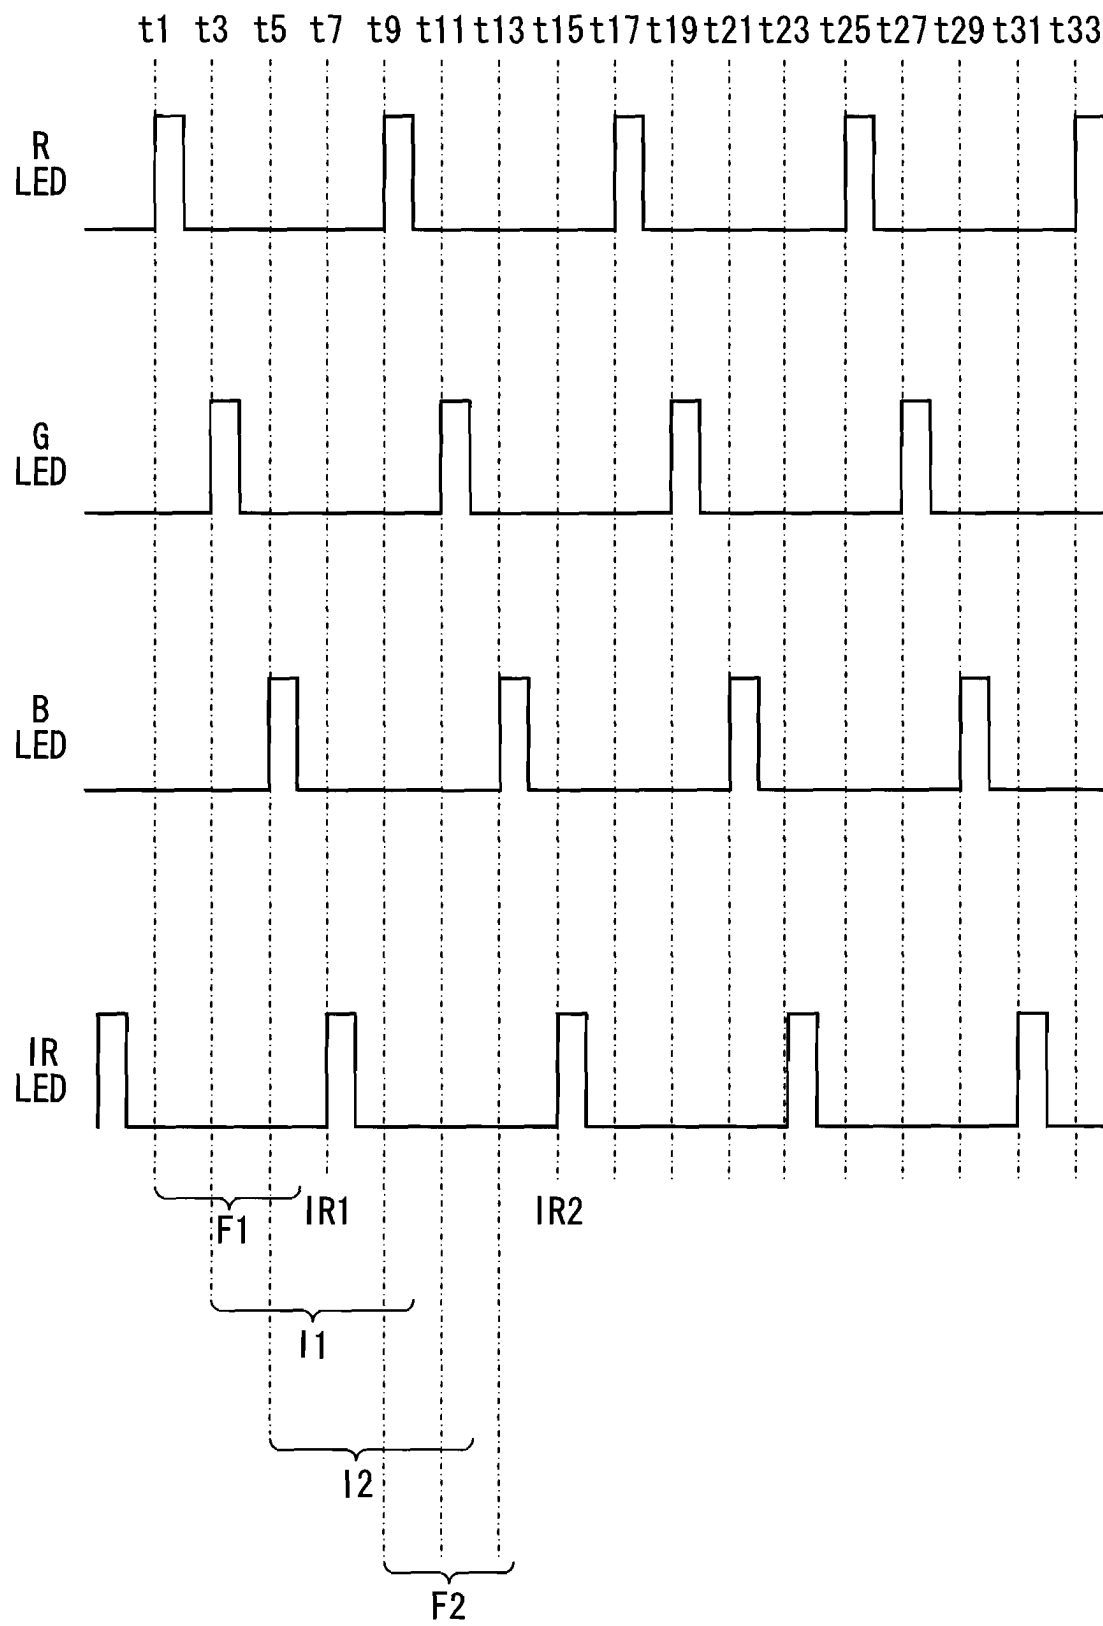 t1 t3 t5 t7 t9 t11 t13 t15 t17 t19 t21 t23 t25 t27 t29 t31 t33
R
LED
G
LED
B
LED
IR
LED
F1
IR1
IR2
I1
I2
F2